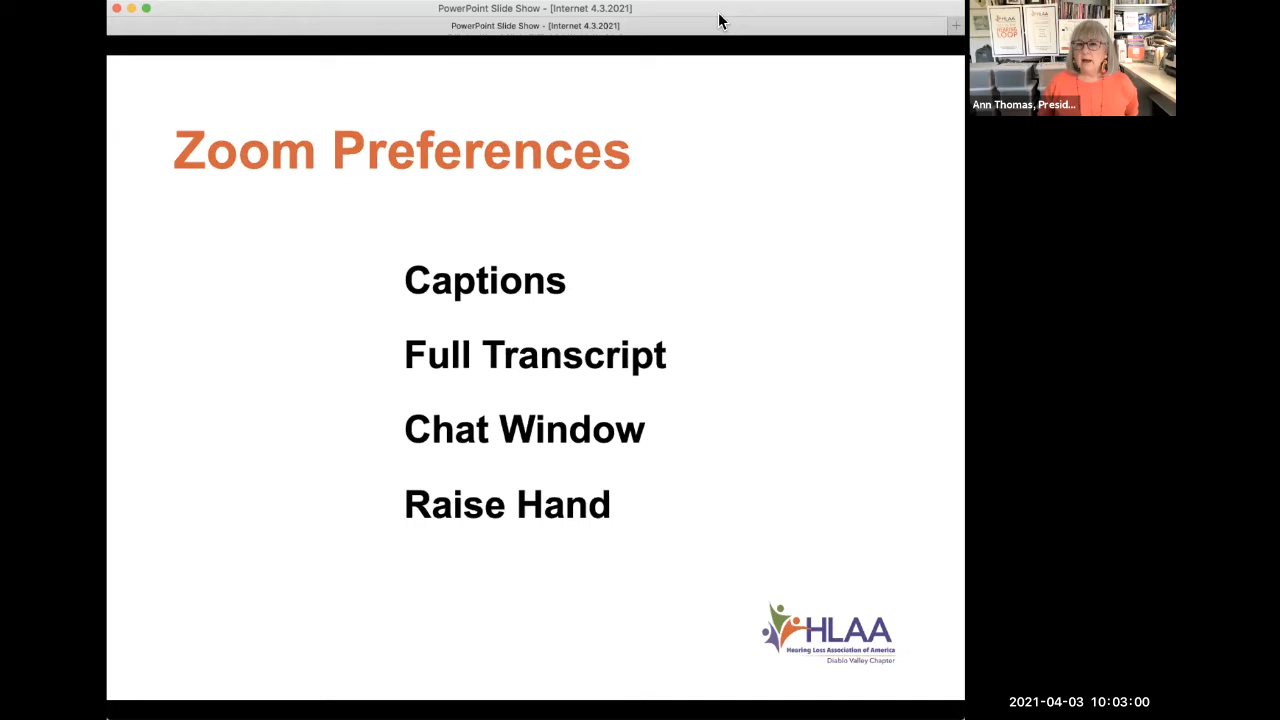 PowerPoint Slide Show - [Internet 4.3.2021]
PowerPoint Slide Show - [Internet 4.3.2021]
Zoom Preferences
Captions
Full Transcript
Chat Window
Raise Hand
HLAA
Hearing Loss Association of America
Diablo Valley Chapter
HLAA
LOOP
Ann Thomas, Presid...
2021-04-03 10:03:00